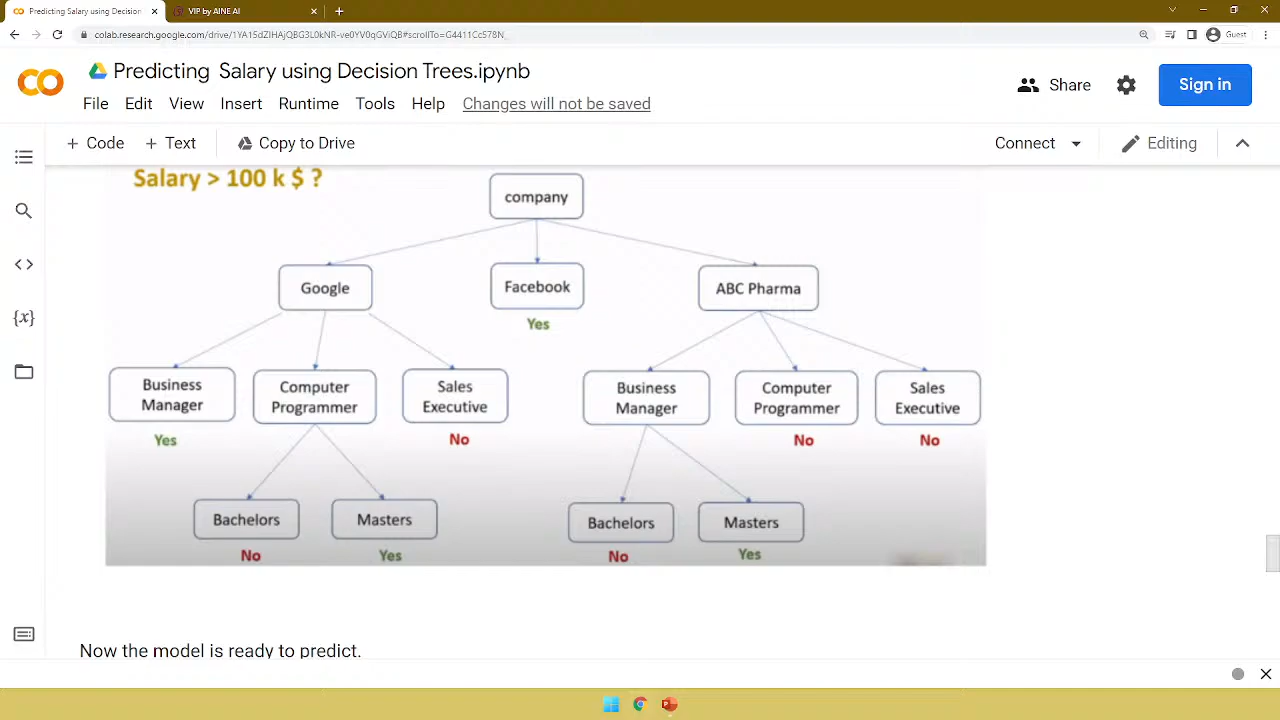 Predicting Salary using Decision
VIP by AINE AI
colab.research.google.com/drive/1YA15dZIHAjQBG3L0kNR-ve0YV0qGViQB#scrollTo=G4411Cc578N_
Guest
Predicting Salary using Decision Trees.ipynb
Share
Sign in
File Edit View Insert Runtime Tools Help Changes will not be saved
+ Code + Text Copy to Drive
Connect Editing
Salary > 100 k $ ?
company
Google
Facebook
ABC Pharma
Yes
Business
Manager
Computer
Programmer
Sales
Executive
Business
Manager
Computer
Programmer
Sales
Executive
Yes
No
No
No
Bachelors
Masters
Bachelors
Masters
No
Yes
No
Yes
Now the model is ready to predict.